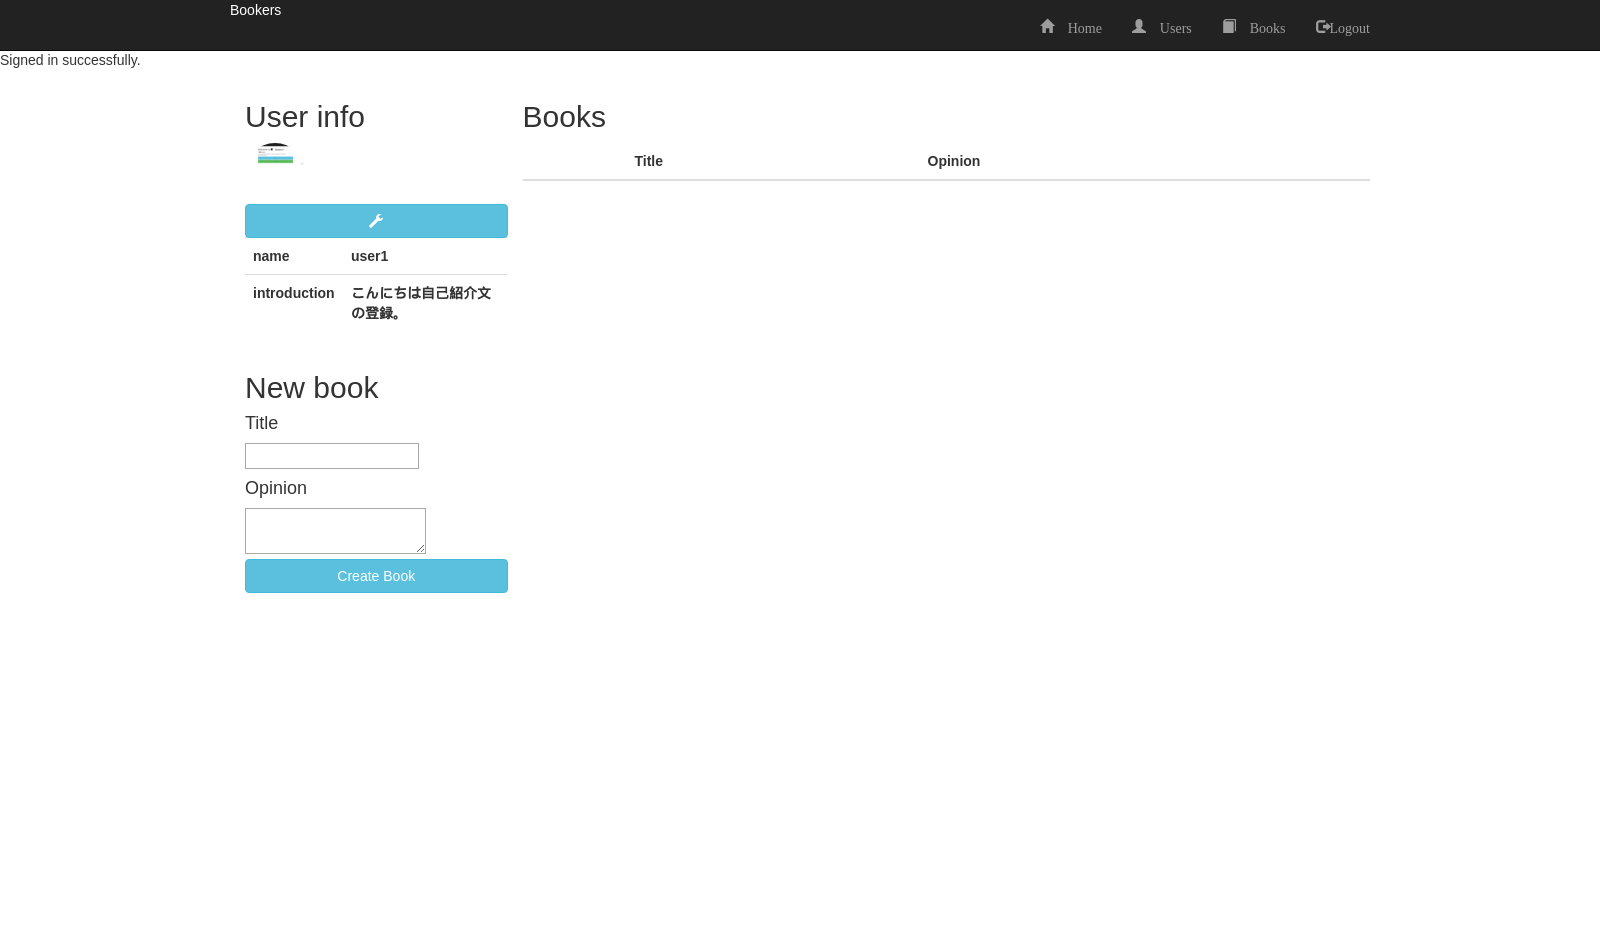 Bookers
Home Users Books Logout
Signed in successfully.
User info
name user1
introduction こんにちは自己紹介文
の登録。
New book
Title
Opinion
Create Book
Books
Title Opinion